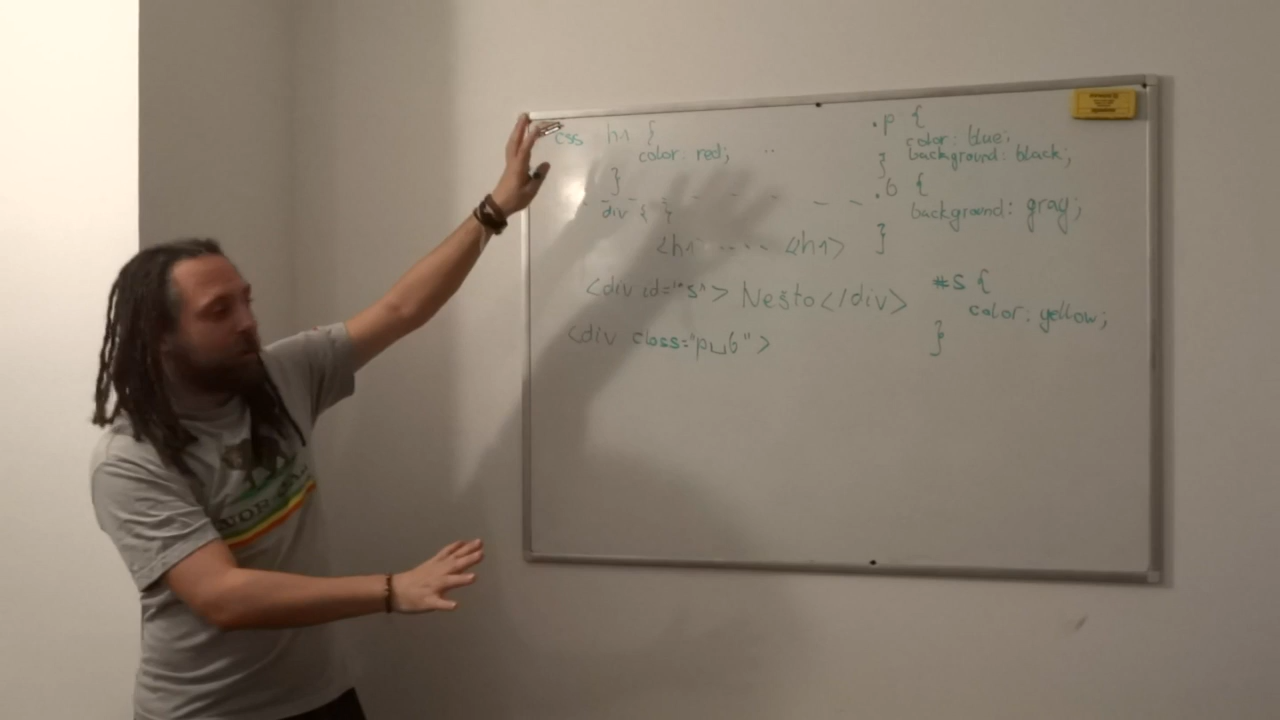 css h1 {
color: red;
}
div { {
<h1 ---- </h1>
<div id="s"> Nešto</div>
<div class="p␣b">
.p {
color: blue;
background: black;
}
.b {
background: gray;
}
#s {
color: yellow;
}